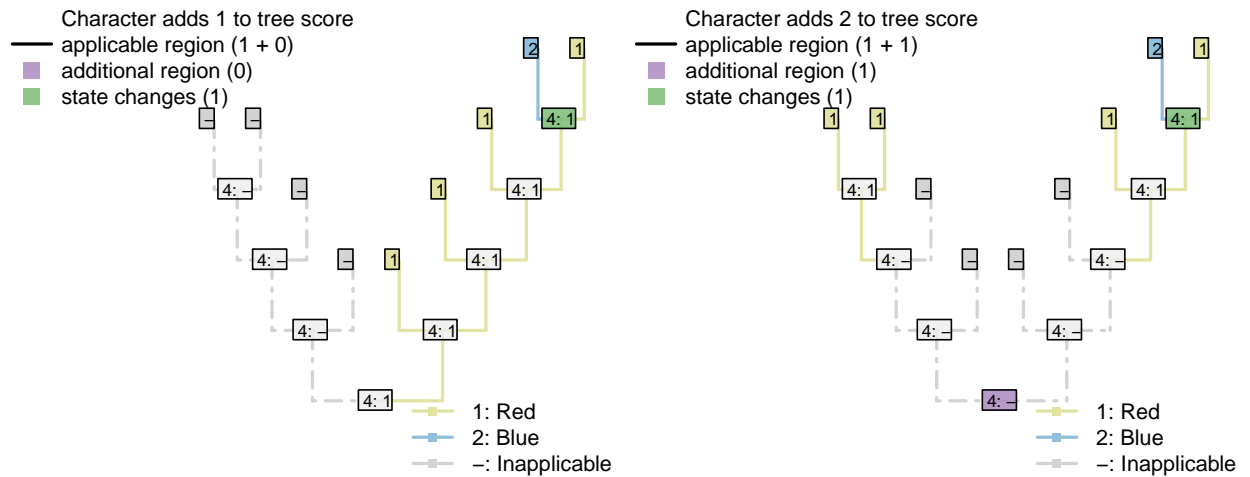 Character adds 1 to tree score
applicable region (1 + 0)
additional region (0)
state changes (1)
2
1
–
–
1
4: 1
4: –
–
1
4: 1
4: –
–
1
4: 1
4: –
4: 1
4: 1
1: Red
2: Blue
–: Inapplicable
Character adds 2 to tree score
applicable region (1 + 1)
additional region (1)
state changes (1)
2
1
1
1
1
4: 1
4: 1
–
–
4: 1
4: –
–
–
4: –
4: –
4: –
4: –
1: Red
2: Blue
–: Inapplicable